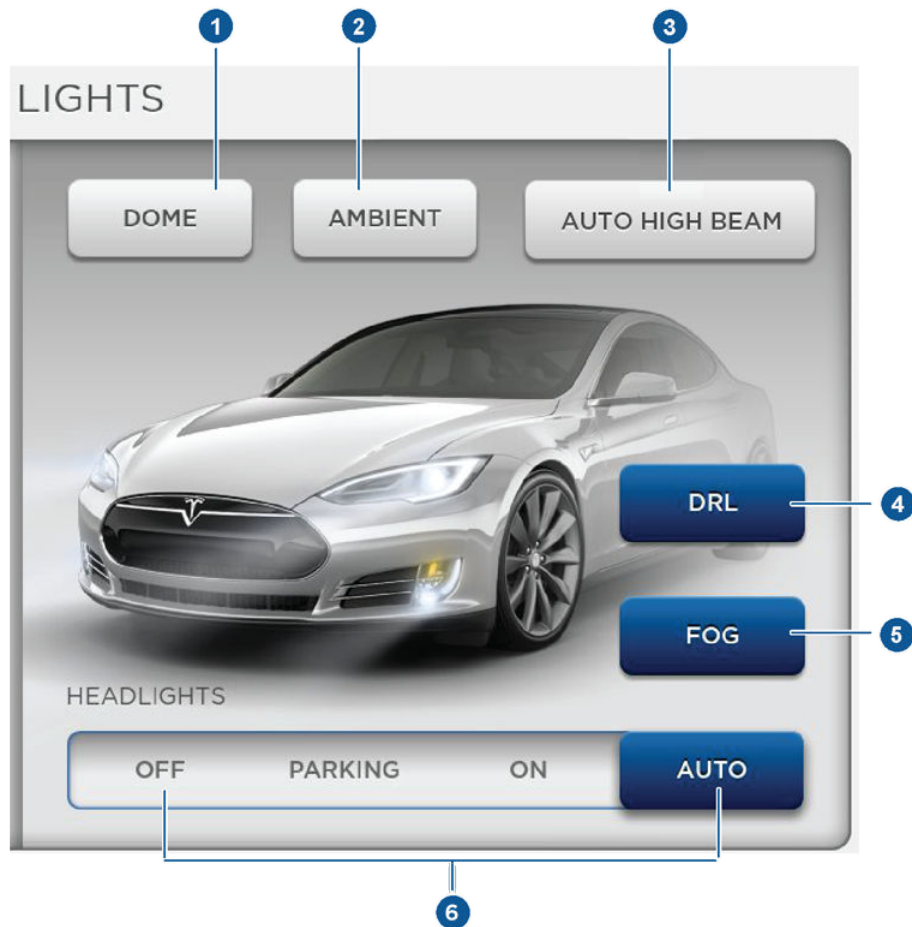 1 2 3
LIGHTS
DOME AMBIENT AUTO HIGH BEAM
DRL 4
FOG 5
HEADLIGHTS
OFF PARKING ON AUTO
6